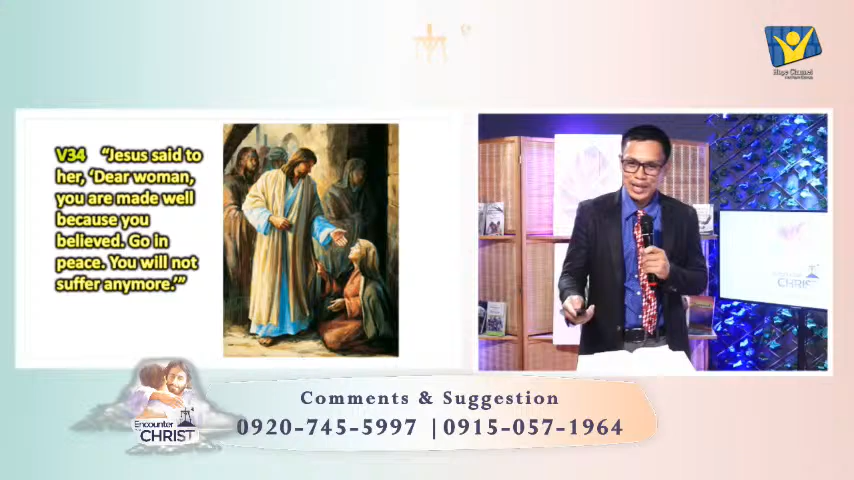 Hope Channel
V34 “Jesus said to
her, ‘Dear woman,
you are made well
because you
believed. Go in
peace. You will not
suffer anymore.’”
CHRIST
Encounter
CHRIST
Comments & Suggestion
0920-745-5997 | 0915-057-1964